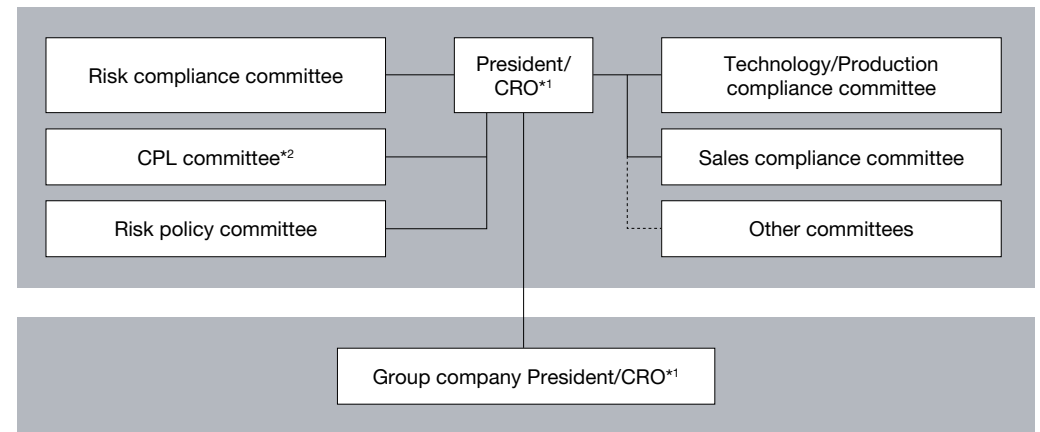 Risk compliance committee
President/
CRO*1
Technology/Production
compliance committee
CPL committee*2
Sales compliance committee
Risk policy committee
Other committees
Group company President/CRO*1